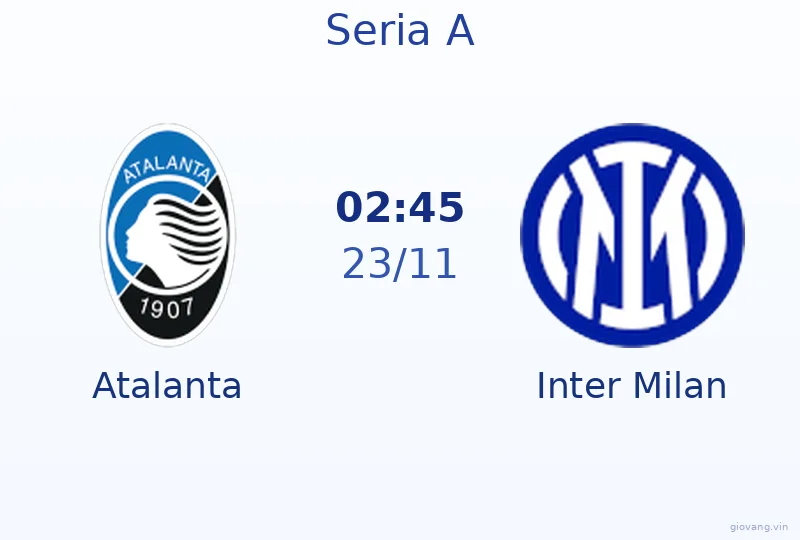 Seria A
ATALANTA
1907
02:45
23/11
Atalanta
Inter Milan
giovang.vin